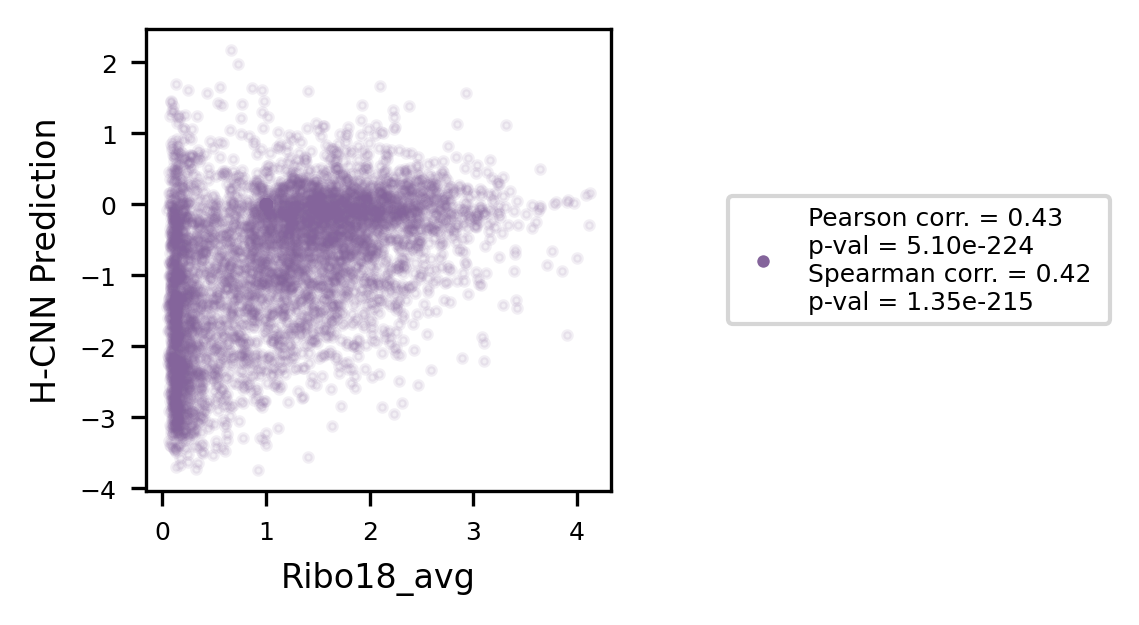 2
1
0
−1
−2
−3
−4
H-CNN Prediction
0 1 2 3 4
Ribo18_avg
Pearson corr. = 0.43
p-val = 5.10e-224
Spearman corr. = 0.42
p-val = 1.35e-215